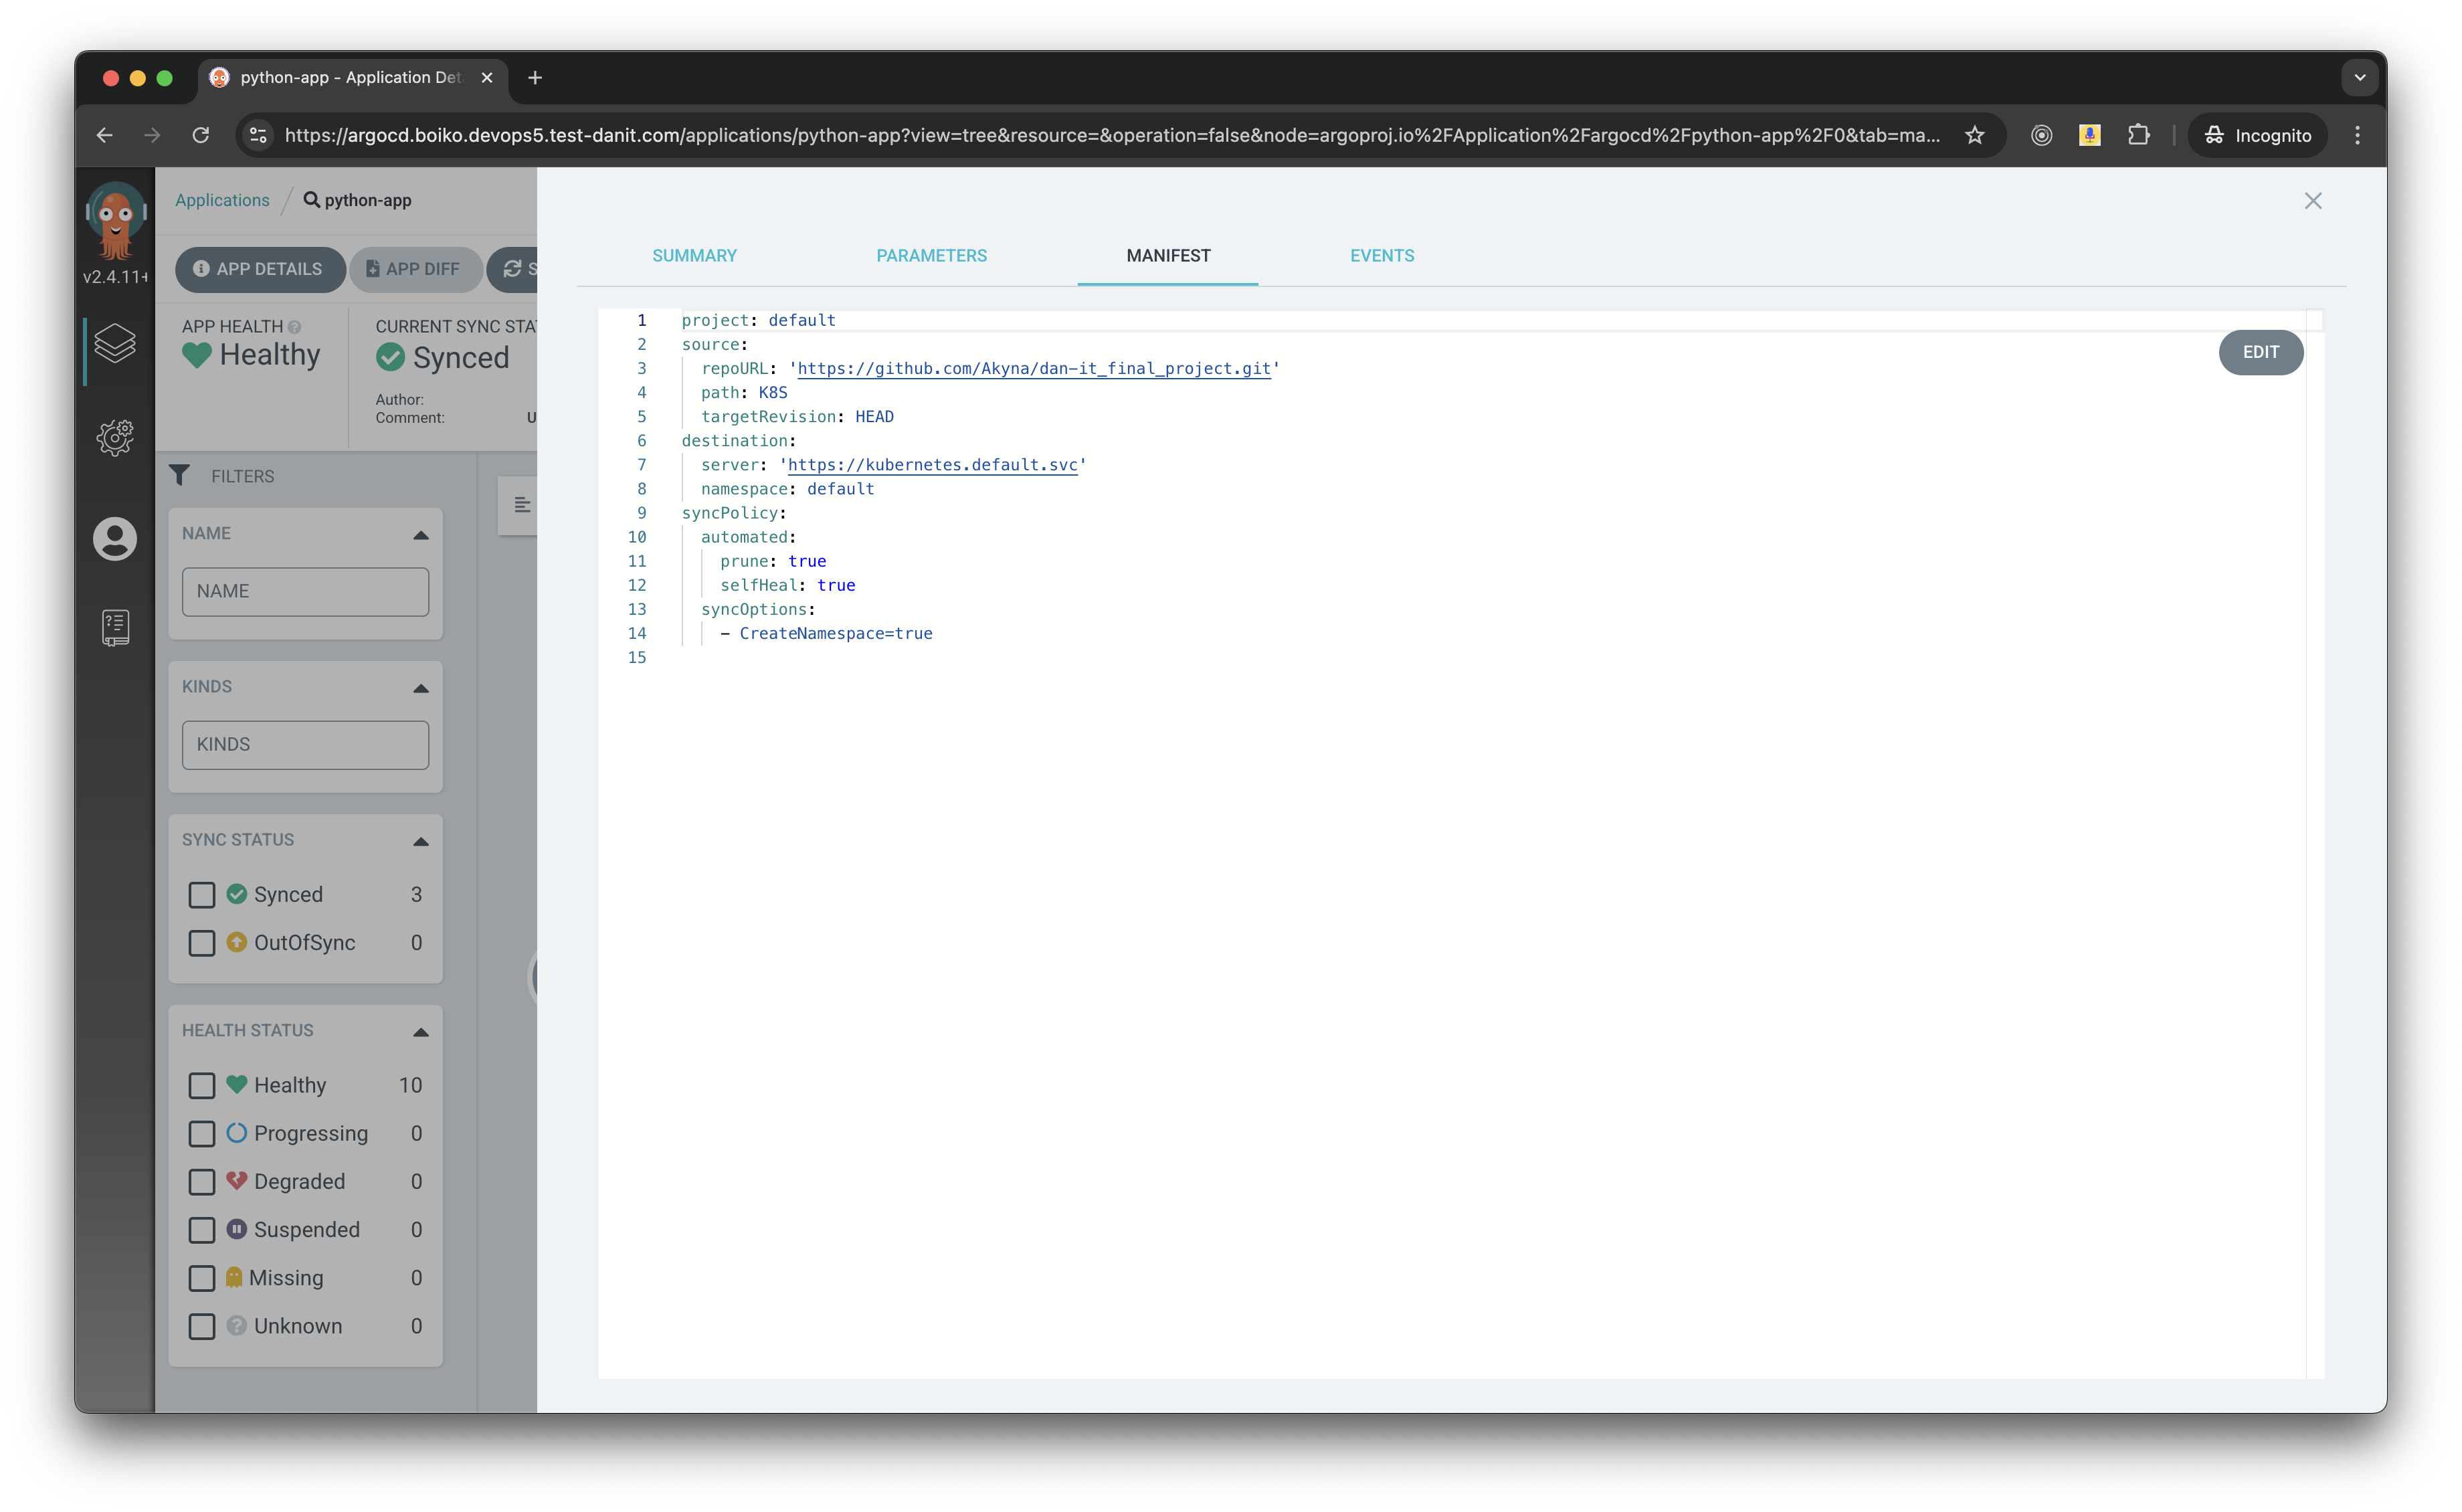 python-app - Application Det
https://argocd.boiko.devops5.test-danit.com/applications/python-app?view=tree&resource=&operation=false&node=argoproj.io%2FApplication%2Fargocd%2Fpython-app%2F0&tab=ma...
Incognito
v2.4.11+
Applications / python-app
APP DETAILS
APP DIFF
S
APP HEALTH
Healthy
CURRENT SYNC STAT
Synced
Author:
Comment: U
FILTERS
NAME
NAME
KINDS
KINDS
SYNC STATUS
Synced 3
OutOfSync 0
HEALTH STATUS
Healthy 10
Progressing 0
Degraded 0
Suspended 0
Missing 0
Unknown 0
SUMMARY
PARAMETERS
MANIFEST
EVENTS
EDIT
1 project: default
2 source:
3 repoURL: 'https://github.com/Akyna/dan-it_final_project.git'
4 path: K8S
5 targetRevision: HEAD
6 destination:
7 server: 'https://kubernetes.default.svc'
8 namespace: default
9 syncPolicy:
10 automated:
11 prune: true
12 selfHeal: true
13 syncOptions:
14 - CreateNamespace=true
15